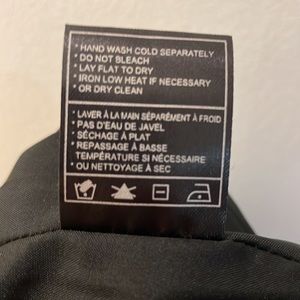 * HAND WASH COLD SEPARATELY
* DO NOT BLEACH
* LAY FLAT TO DRY
* IRON LOW HEAT IF NECESSARY
* OR DRY CLEAN
* LAVER À LA MAIN SÉPARÉMENT À FROID
* PAS D'EAU DE JAVEL
* SÉCHAGE À PLAT
* REPASSAGE À BASSE
TEMPÉRATURE SI NÉCESSAIRE
* OU NETTOYAGE À SEC